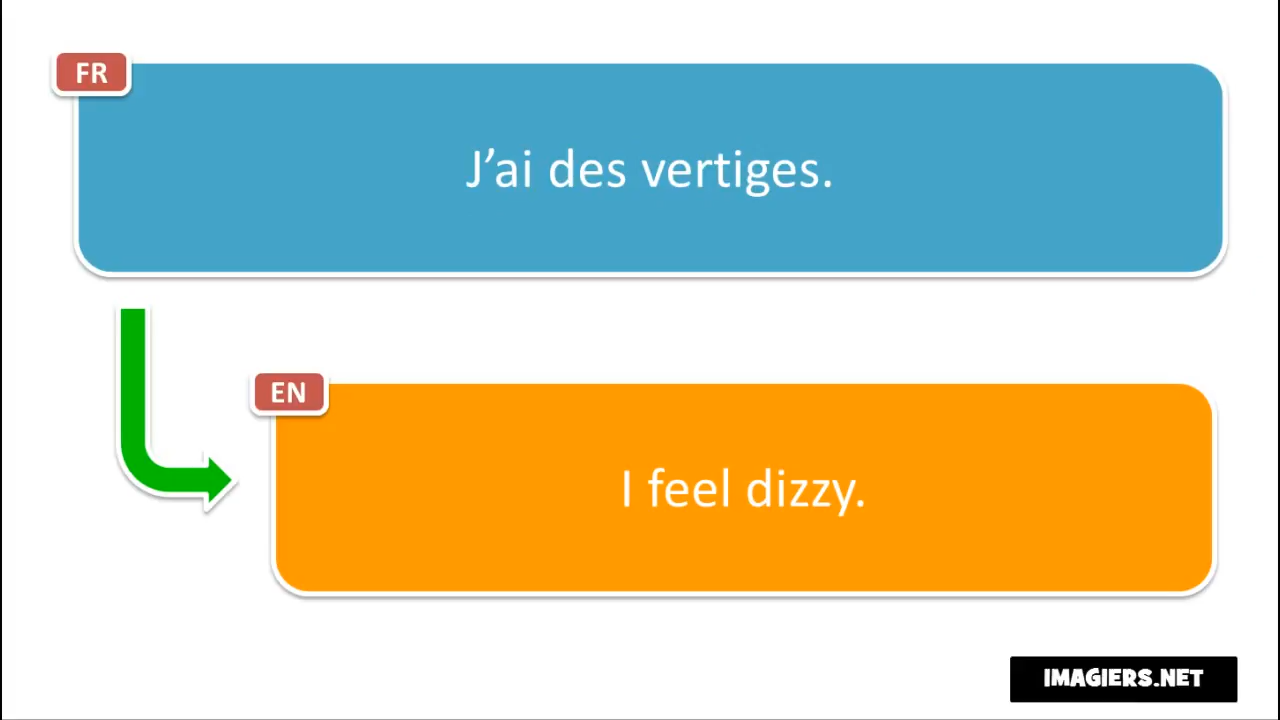 FR
J’ai des vertiges.
EN
I feel dizzy.
IMAGIERS.NET